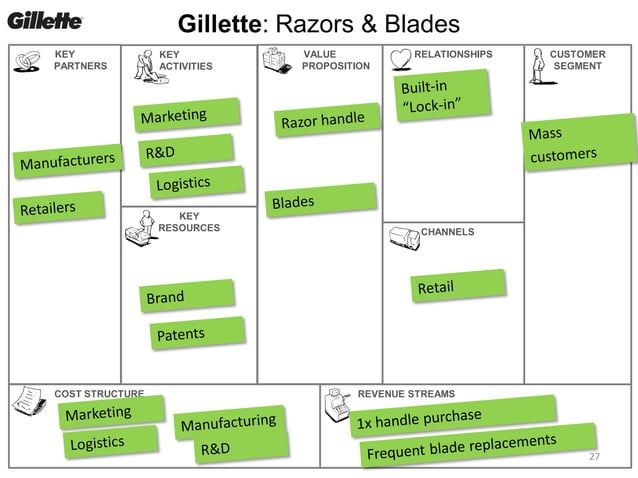 Gillette
Gillette: Razors & Blades
KEY
PARTNERS
Manufacturers
Retailers
KEY
ACTIVITIES
Marketing
R&D
Logistics
KEY
RESOURCES
Brand
Patents
VALUE
PROPOSITION
Razor handle
Blades
RELATIONSHIPS
Built-in
“Lock-in”
CHANNELS
Retail
CUSTOMER
SEGMENT
Mass
customers
COST STRUCTURE
Marketing
Manufacturing
Logistics
R&D
REVENUE STREAMS
1x handle purchase
Frequent blade replacements
27